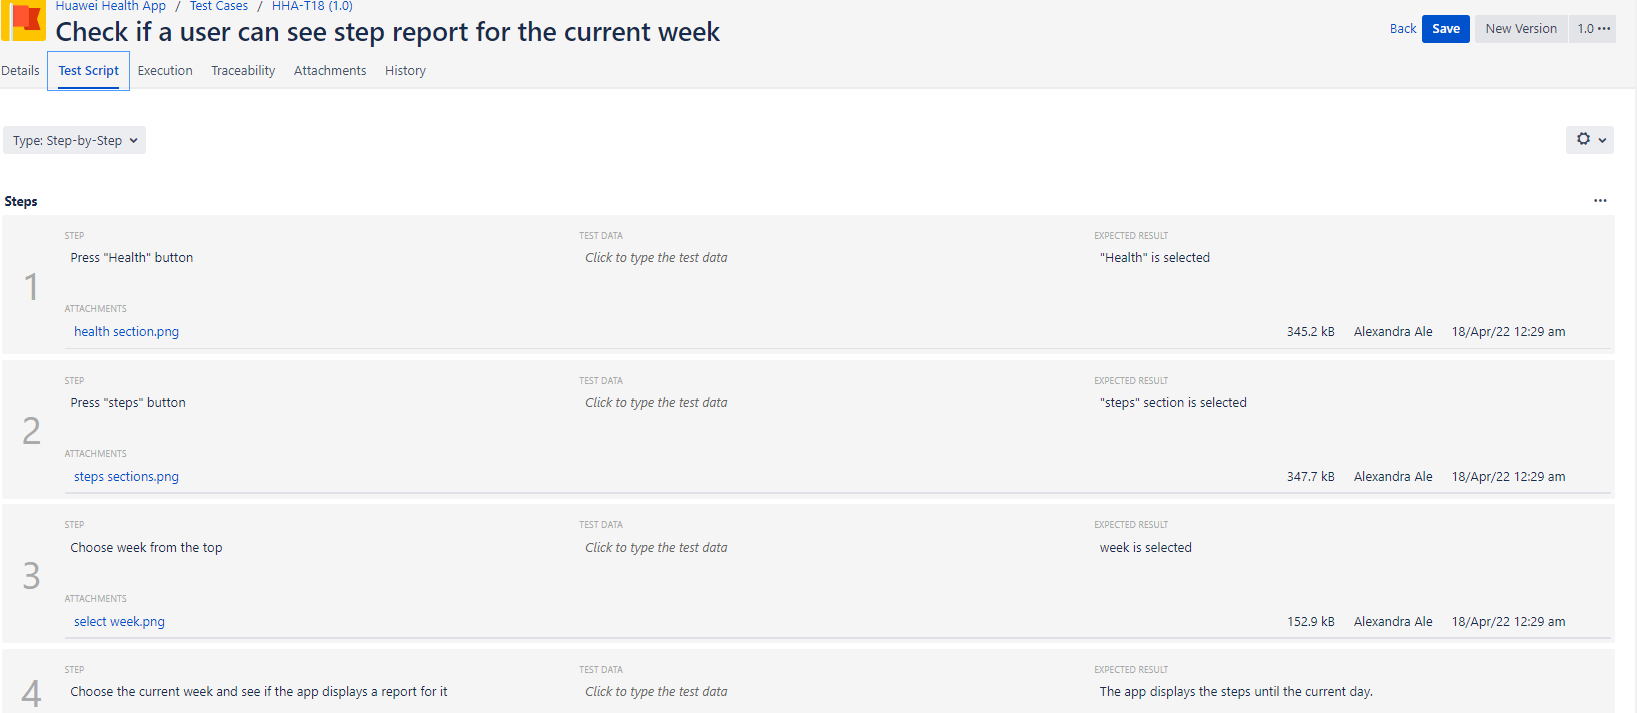 Huawei Health App / Test Cases / HHA-T18 (1.0)
Check if a user can see step report for the current week
Back Save New Version 1.0 ···
Details Test Script Execution Traceability Attachments History
Type: Step-by-Step
Steps ···
STEP TEST DATA EXPECTED RESULT
Press "Health" button Click to type the test data "Health" is selected
1
ATTACHMENTS
health section.png 345.2 kB Alexandra Ale 18/Apr/22 12:29 am
STEP TEST DATA EXPECTED RESULT
Press "steps" button Click to type the test data "steps" section is selected
2
ATTACHMENTS
steps sections.png 347.7 kB Alexandra Ale 18/Apr/22 12:29 am
STEP TEST DATA EXPECTED RESULT
Choose week from the top Click to type the test data week is selected
3
ATTACHMENTS
select week.png 152.9 kB Alexandra Ale 18/Apr/22 12:29 am
STEP TEST DATA EXPECTED RESULT
4 Choose the current week and see if the app displays a report for it Click to type the test data The app displays the steps until the current day.